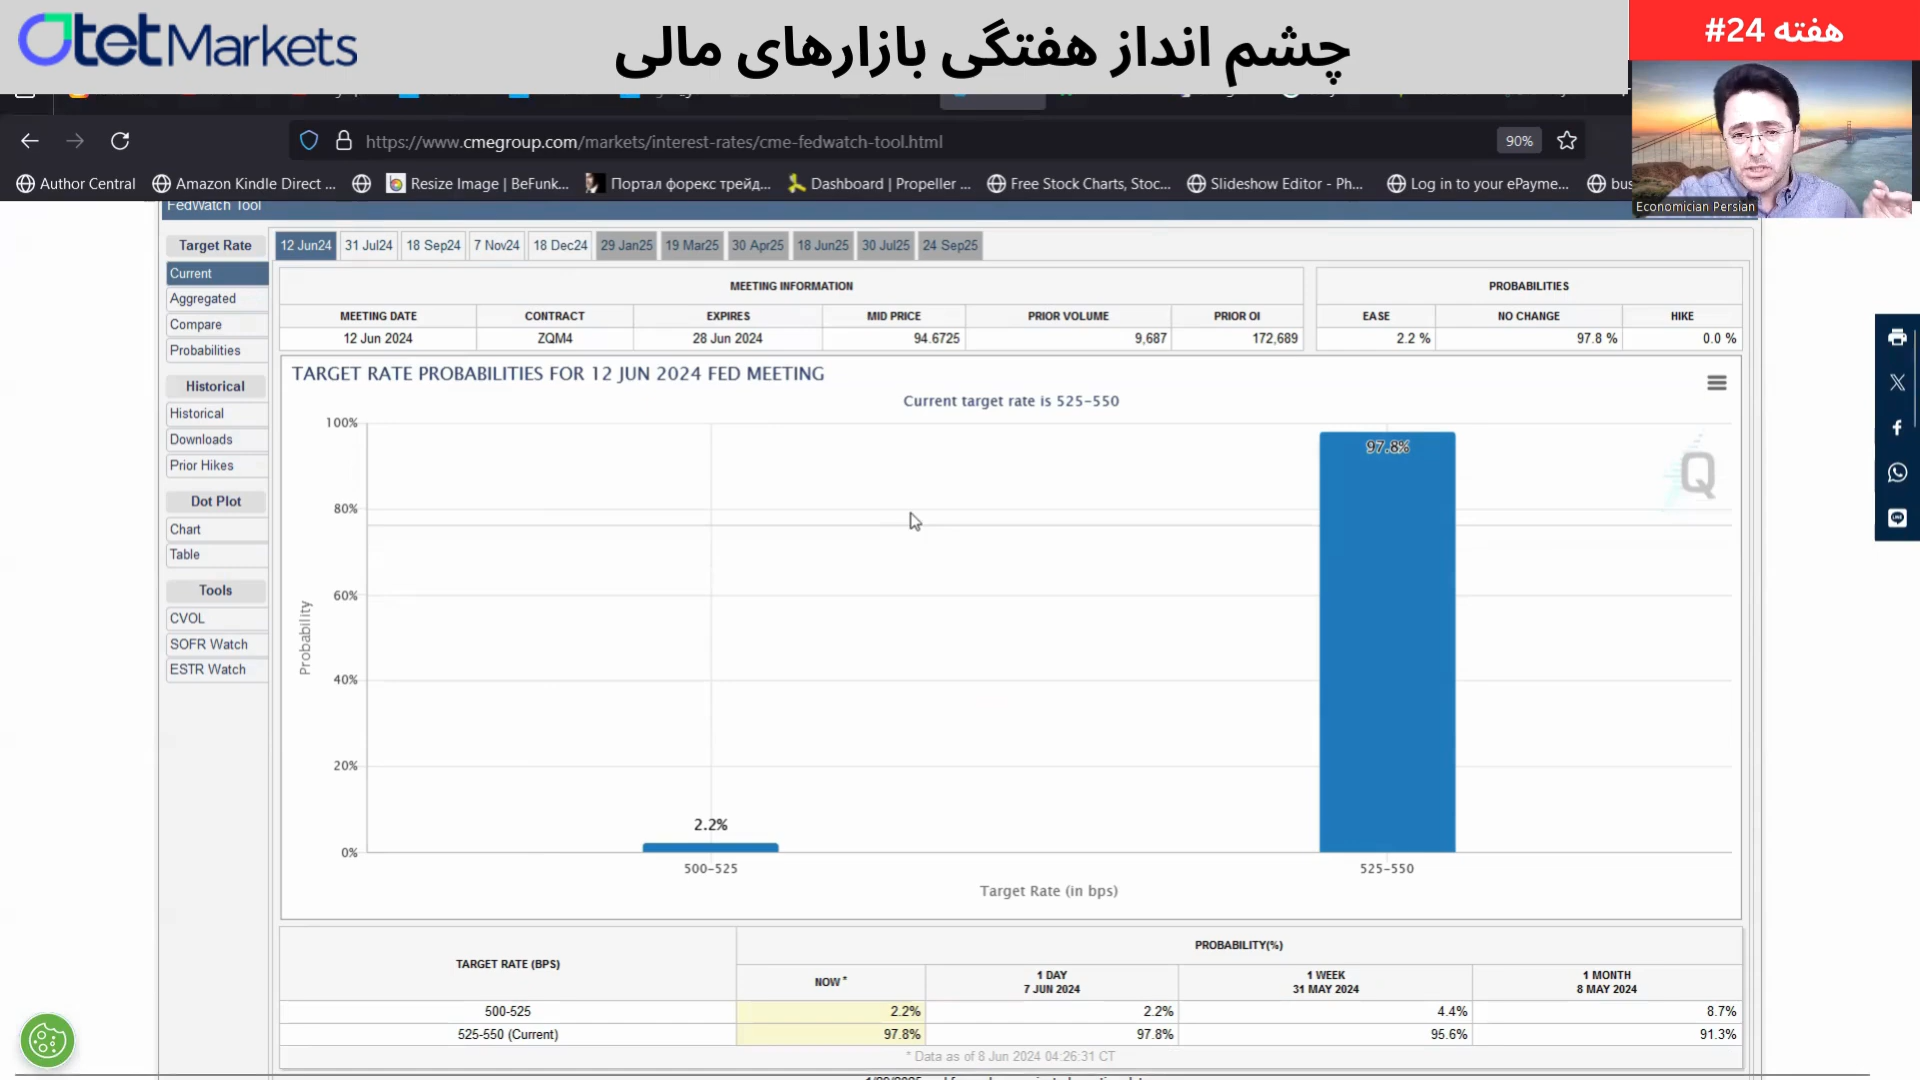 Otet Markets
چشم انداز هفتگی بازارهای مالی
هفته 24#
https://www.cmegroup.com/markets/interest-rates/cme-fedwatch-tool.html
90%
Author Central
Amazon Kindle Direct ...
Resize Image | BeFunk...
Портал форекс трейд...
Dashboard | Propeller ...
Free Stock Charts, Stoc...
Slideshow Editor - Ph...
Log in to your ePayme...
bus
Economician Persian
FedWatch Tool
Target Rate
Current
Aggregated
Compare
Probabilities
Historical
Historical
Downloads
Prior Hikes
Dot Plot
Chart
Table
Tools
CVOL
SOFR Watch
ESTR Watch
12 Jun24 31 Jul24 18 Sep24 7 Nov24 18 Dec24 29 Jan25 19 Mar25 30 Apr25 18 Jun25 30 Jul25 24 Sep25
MEETING INFORMATION
MEETING DATE CONTRACT EXPIRES MID PRICE PRIOR VOLUME PRIOR OI
12 Jun 2024 ZQM4 28 Jun 2024 94.6725 9,687 172,689
PROBABILITIES
EASE NO CHANGE HIKE
2.2 % 97.8 % 0.0 %
TARGET RATE PROBABILITIES FOR 12 JUN 2024 FED MEETING
Current target rate is 525-550
100%
80%
60%
40%
20%
0%
Probability
97.8%
Q
2.2%
500-525 525-550
Target Rate (in bps)
TARGET RATE (BPS)
PROBABILITY(%)
NOW *
1 DAY
7 JUN 2024
1 WEEK
31 MAY 2024
1 MONTH
8 MAY 2024
500-525 2.2% 2.2% 4.4% 8.7%
525-550 (Current) 97.8% 97.8% 95.6% 91.3%
* Data as of 8 Jun 2024 04:26:31 CT
LINE